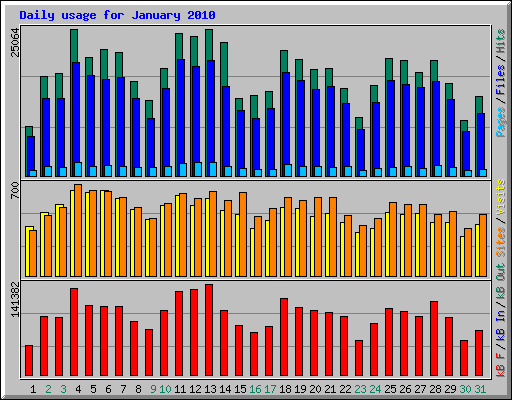 Daily usage for January 2010
25064
Pages / Files / Hits
700
Sites / Visits
141382
kB F / kB In / kB Out
1 2 3 4 5 6 7 8 9 10 11 12 13 14 15 16 17 18 19 20 21 22 23 24 25 26 27 28 29 30 31